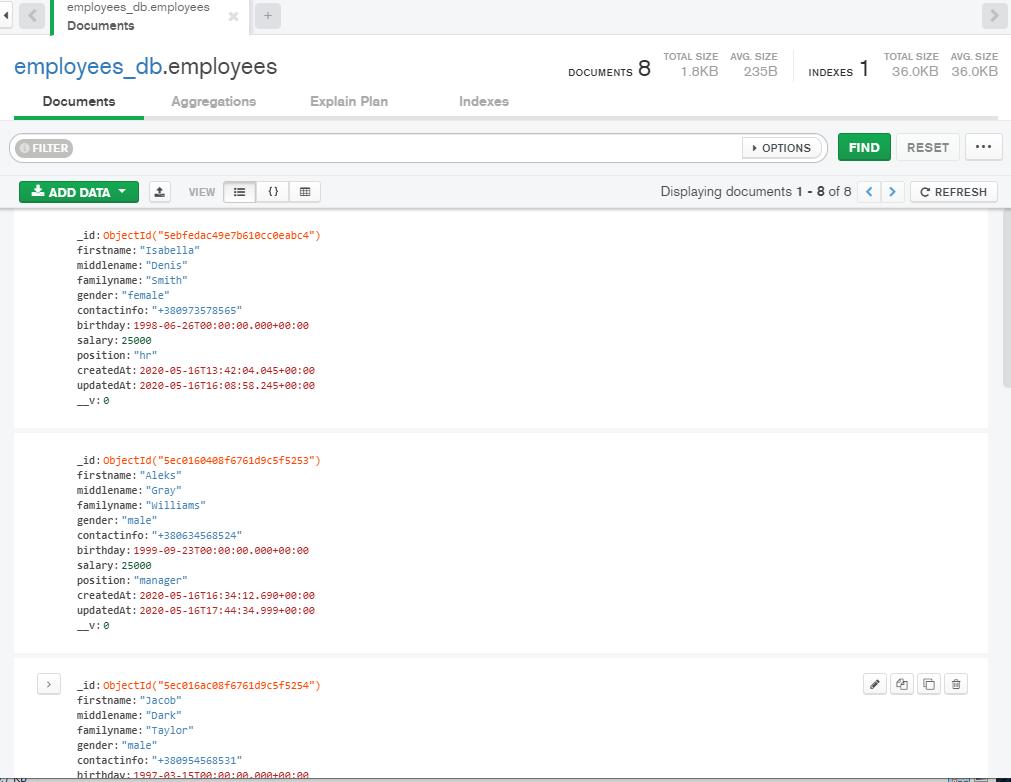 employees_db.employees
Documents
employees_db.employees
DOCUMENTS 8
TOTAL SIZE
1.8KB
AVG. SIZE
235B
INDEXES 1
TOTAL SIZE
36.0KB
AVG. SIZE
36.0KB
Documents
Aggregations
Explain Plan
Indexes
FILTER
OPTIONS
FIND
RESET
ADD DATA
VIEW
{}
Displaying documents 1 - 8 of 8
REFRESH
_id: ObjectId("5ebfedac49e7b610cc0eabc4")
firstname: "Isabella"
middlename: "Denis"
familyname: "Smith"
gender: "female"
contactinfo: "+380973578565"
birthday: 1998-06-26T00:00:00.000+00:00
salary: 25000
position: "hr"
createdAt: 2020-05-16T13:42:04.045+00:00
updatedAt: 2020-05-16T16:08:58.245+00:00
__v: 0
_id: ObjectId("5ec0160408f6761d9c5f5253")
firstname: "Aleks"
middlename: "Gray"
familyname: "Williams"
gender: "male"
contactinfo: "+380634568524"
birthday: 1999-09-23T00:00:00.000+00:00
salary: 25000
position: "manager"
createdAt: 2020-05-16T16:34:12.690+00:00
updatedAt: 2020-05-16T17:44:34.999+00:00
__v: 0
_id: ObjectId("5ec016ac08f6761d9c5f5254")
firstname: "Jacob"
middlename: "Dark"
familyname: "Taylor"
gender: "male"
contactinfo: "+380954568531"
birthday: 1997-03-15T00:00:00.000+00:00